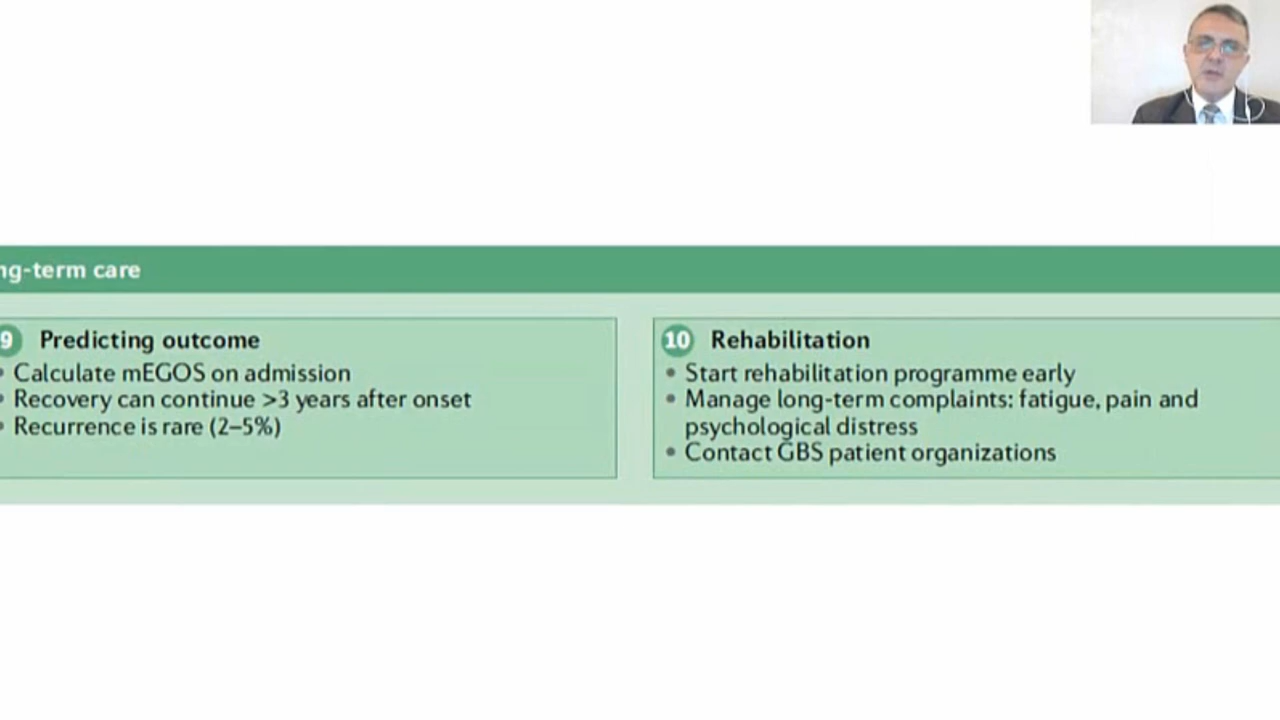 ng-term care
9 Predicting outcome
• Calculate mEGOS on admission
• Recovery can continue >3 years after onset
• Recurrence is rare (2–5%)
10 Rehabilitation
• Start rehabilitation programme early
• Manage long-term complaints: fatigue, pain and
psychological distress
• Contact GBS patient organizations